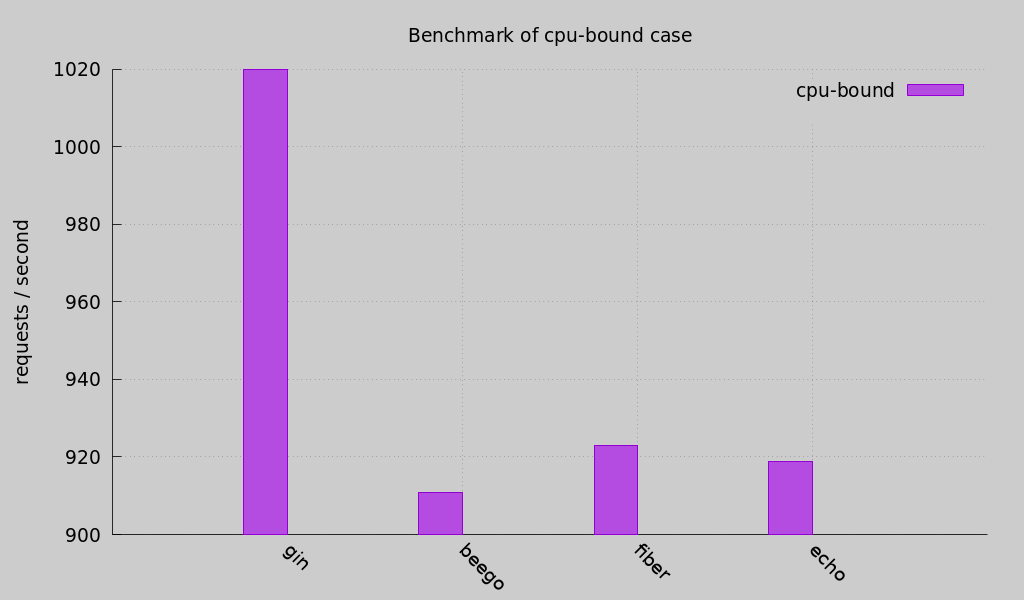 Benchmark of cpu-bound case
cpu-bound
requests / second
1020
1000
980
960
940
920
900
gin
beego
fiber
echo